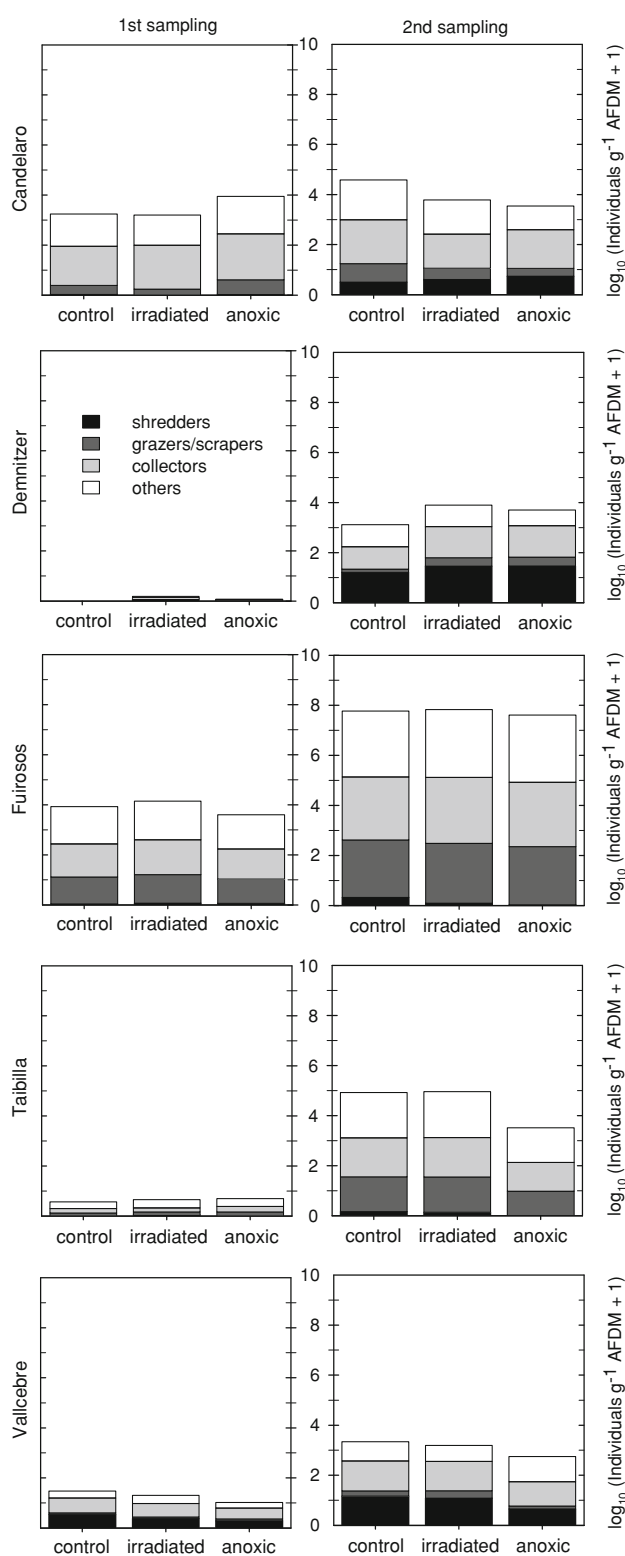 1st sampling 2nd sampling
Candelaro
10
8
6
4
2
0
log₁₀ (Individuals g⁻¹ AFDM + 1)
control irradiated anoxic control irradiated anoxic
Demnitzer
shredders
grazers/scrapers
collectors
others
10
8
6
4
2
0
log₁₀ (Individuals g⁻¹ AFDM + 1)
control irradiated anoxic control irradiated anoxic
Fuirosos
10
8
6
4
2
0
log₁₀ (Individuals g⁻¹ AFDM + 1)
control irradiated anoxic control irradiated anoxic
Taibilla
10
8
6
4
2
0
log₁₀ (Individuals g⁻¹ AFDM + 1)
control irradiated anoxic control irradiated anoxic
Vallcebre
10
8
6
4
2
0
log₁₀ (Individuals g⁻¹ AFDM + 1)
control irradiated anoxic control irradiated anoxic